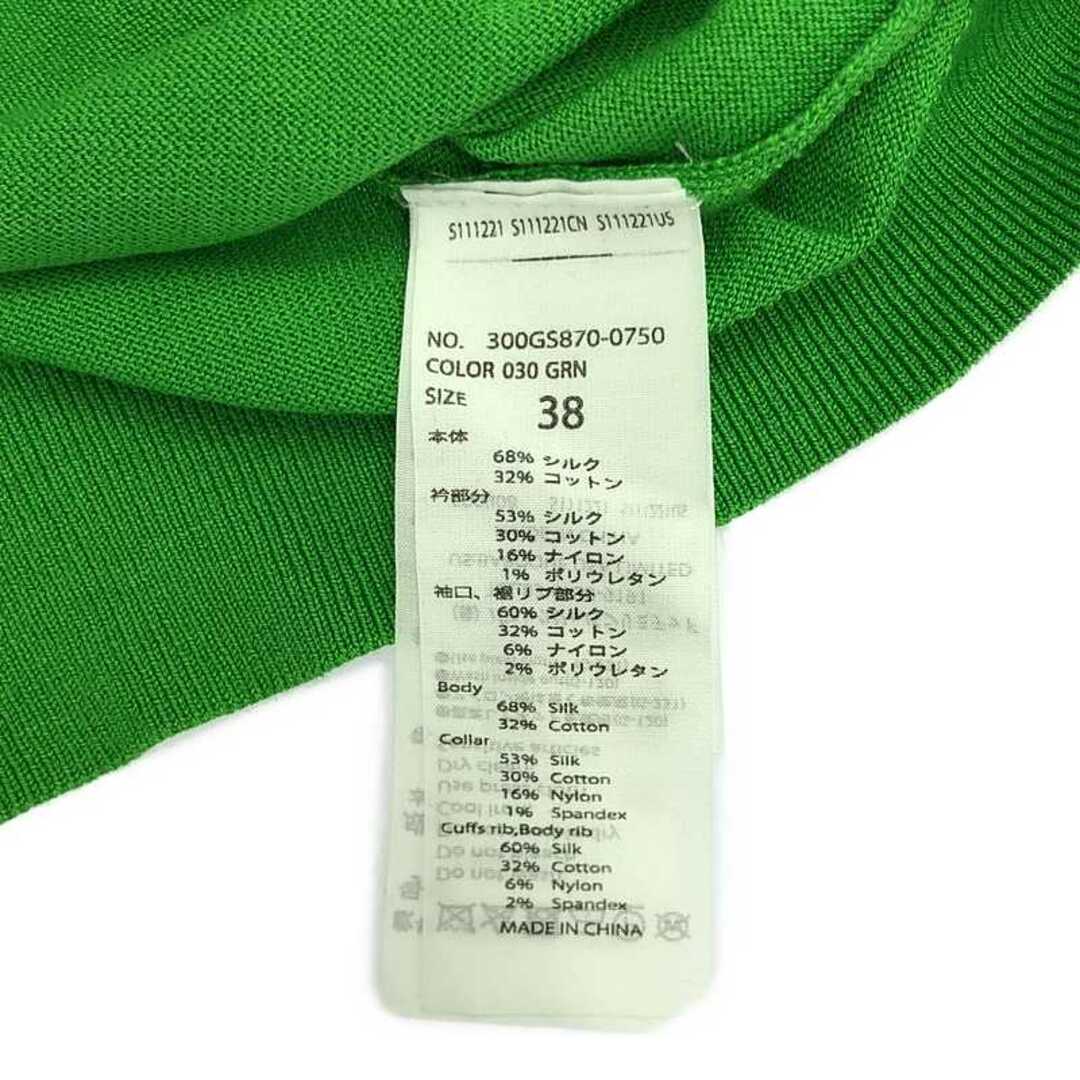 S111221 S111221CN S111221US
NO. 300GS870-0750
COLOR 030 GRN
SIZE 38
本体
68% シルク
32% コットン
衿部分
53% シルク
30% コットン
16% ナイロン
1% ポリウレタン
袖口、裾リブ部分
60% シルク
32% コットン
6% ナイロン
2% ポリウレタン
Body
68% Silk
32% Cotton
Collar
53% Silk
30% Cotton
16% Nylon
1% Spandex
Cuffs rib,Body rib
60% Silk
32% Cotton
6% Nylon
2% Spandex
MADE IN CHINA